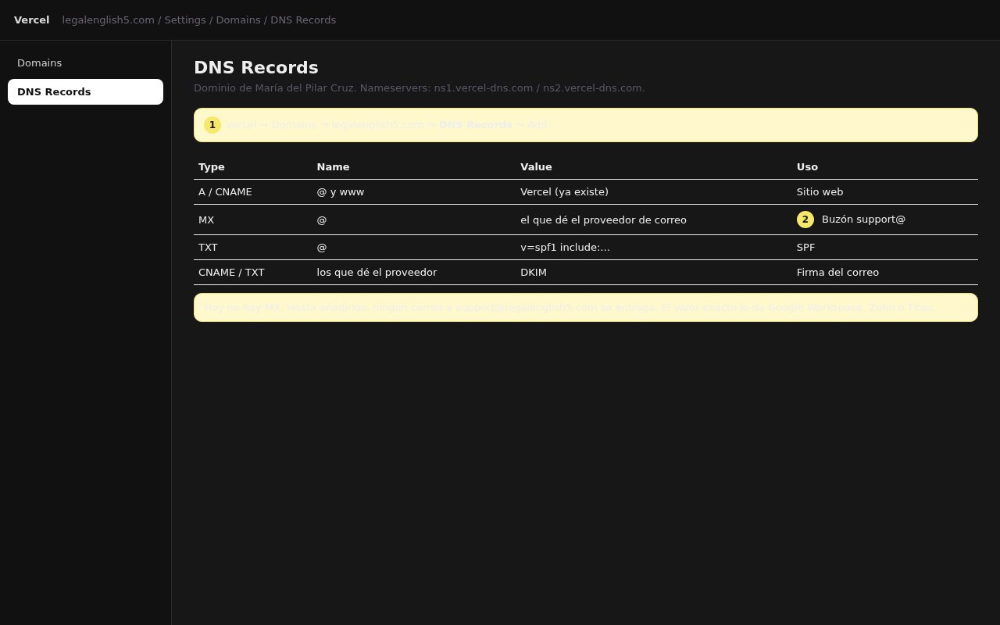 Vercel legalenglish5.com / Settings / Domains / DNS Records
Domains
DNS Records
DNS Records
Dominio de María del Pilar Cruz. Nameservers: ns1.vercel-dns.com / ns2.vercel-dns.com.
1 Vercel → Domains → legalenglish5.com → DNS Records → Add.
Type Name Value Uso
A / CNAME @ y www Vercel (ya existe) Sitio web
MX @ el que dé el proveedor de correo 2 Buzón support@
TXT @ v=spf1 include:... SPF
CNAME / TXT los que dé el proveedor DKIM Firma del correo
Hoy no hay MX. Hasta añadirlos, ningún correo a support@legalenglish5.com se entrega. El valor exacto lo da Google Workspace, Zoho o Titan.